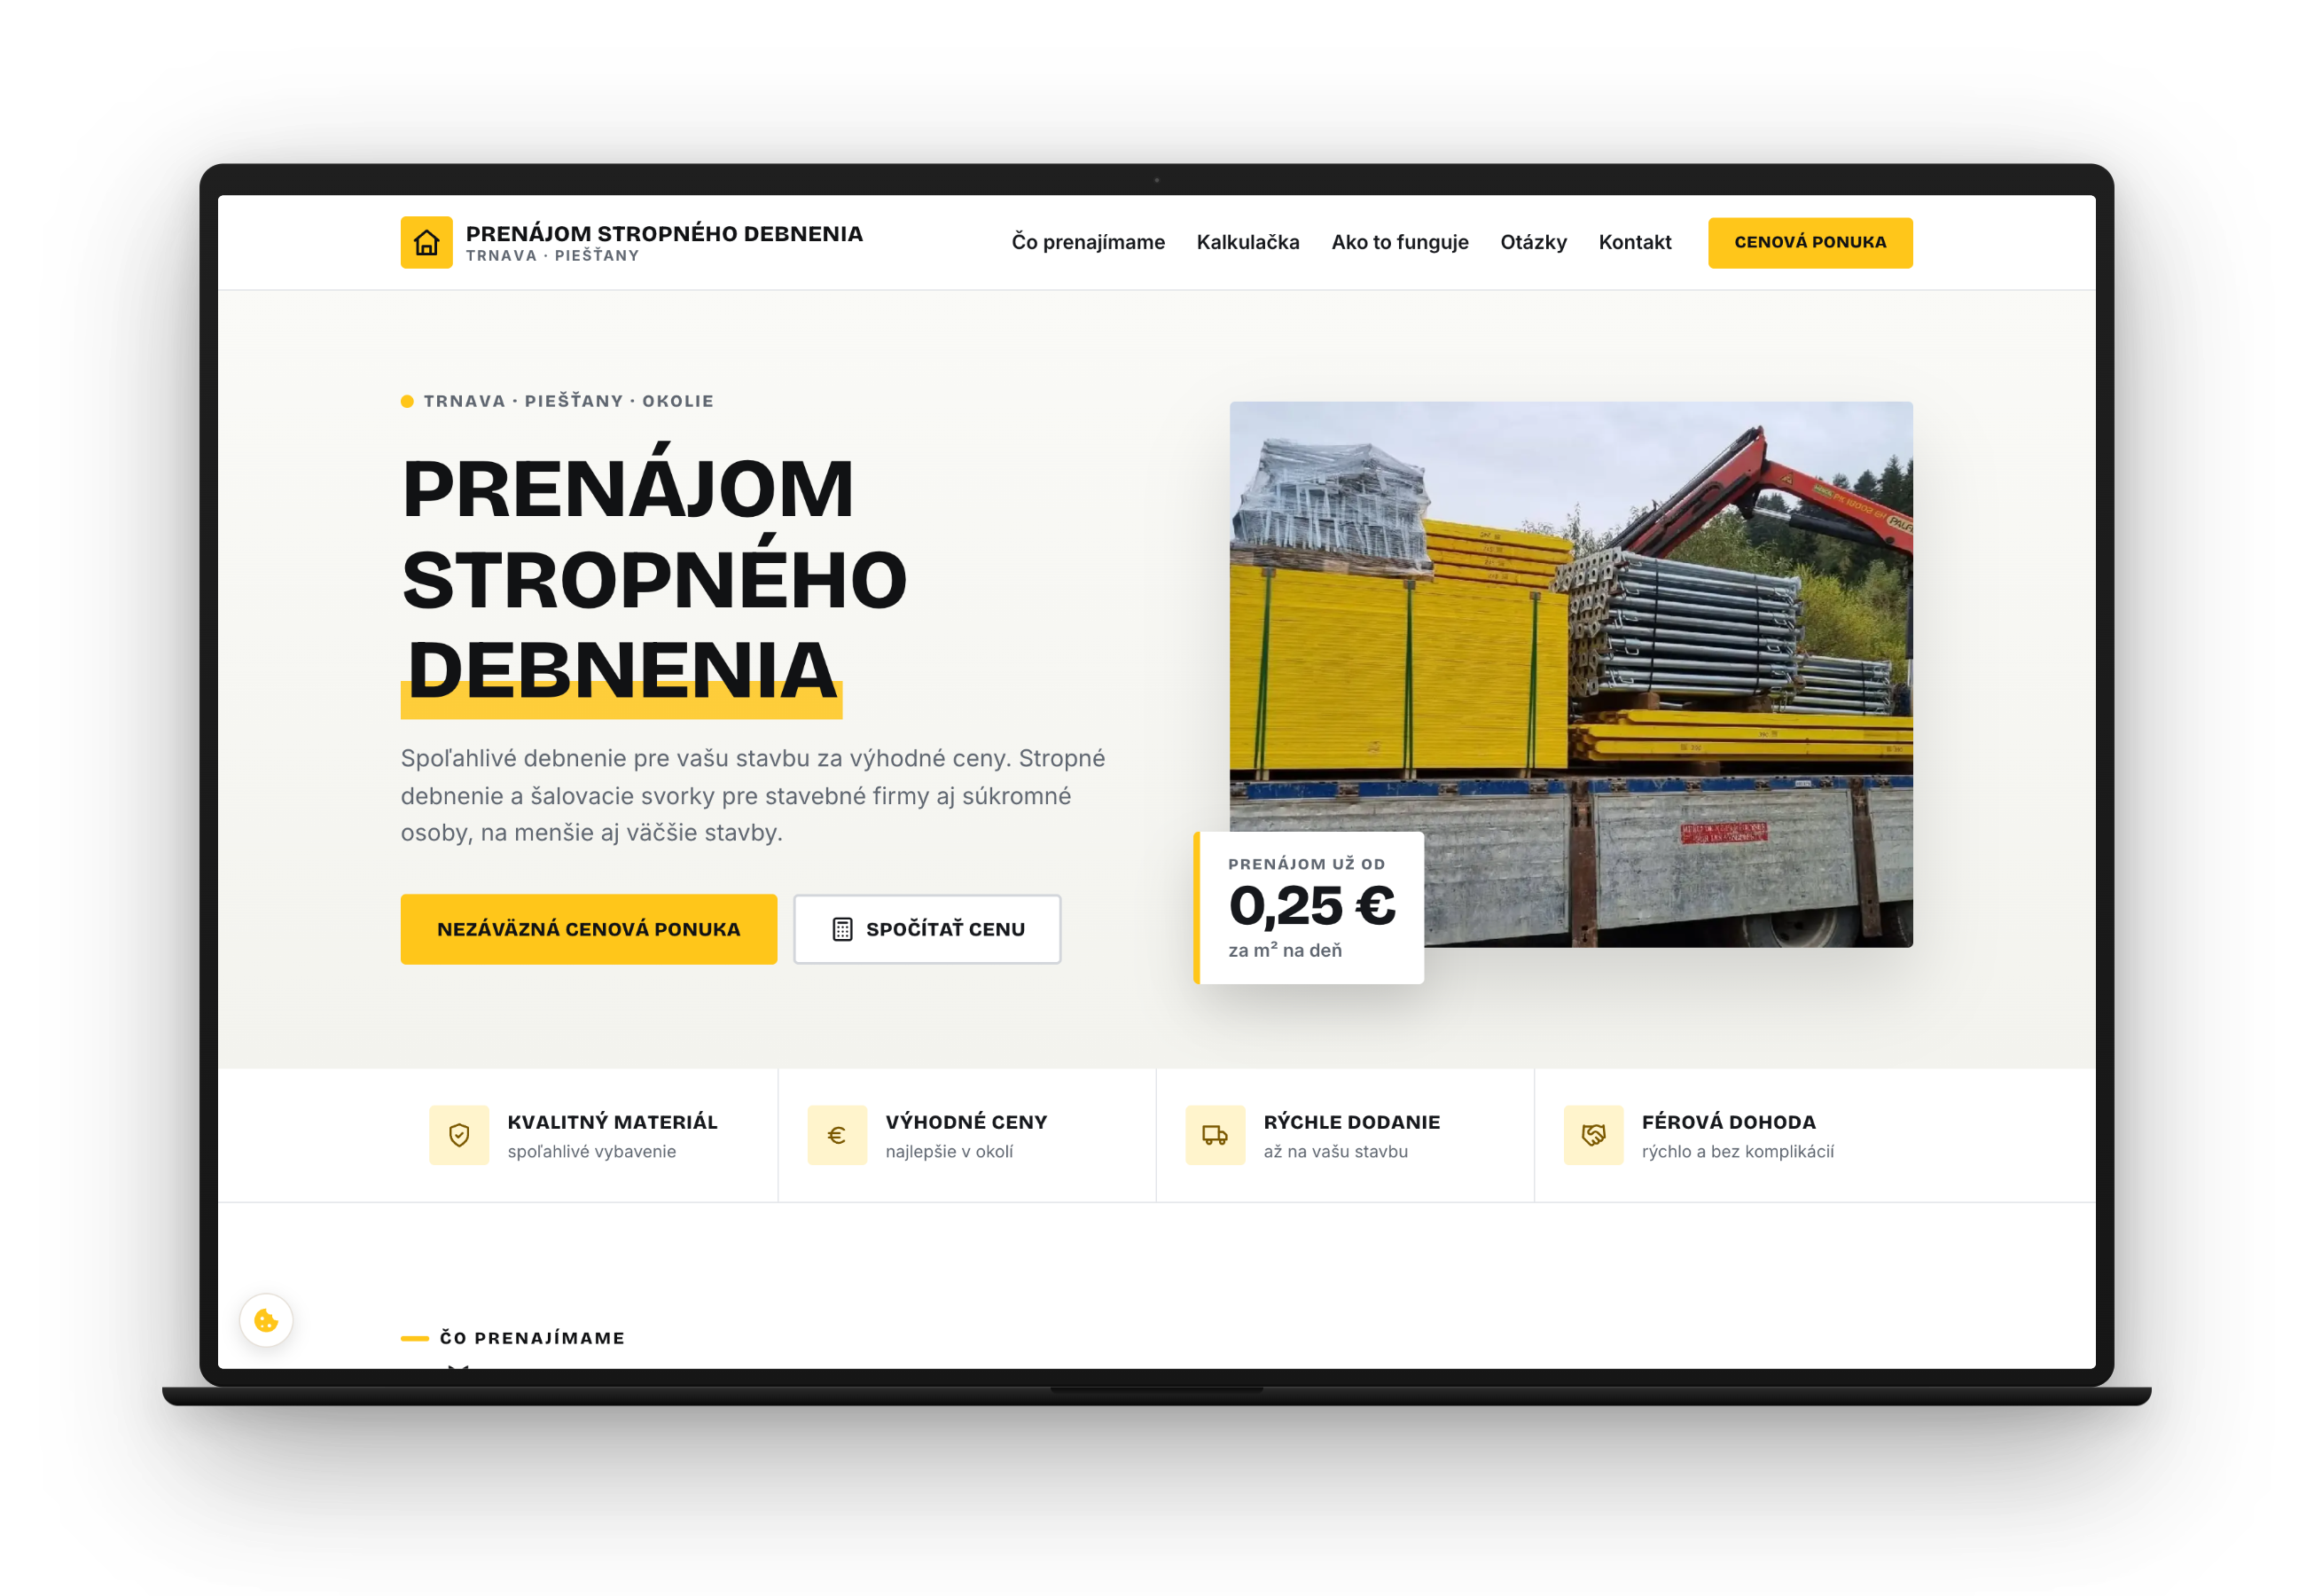 PRENÁJOM STROPNÉHO DEBNENIA
TRNAVA · PIEŠŤANY
Čo prenajímame
Kalkulačka
Ako to funguje
Otázky
Kontakt
CENOVÁ PONUKA
TRNAVA · PIEŠŤANY · OKOLIE
PRENÁJOM
STROPNÉHO
DEBNENIA
Spoľahlivé debnenie pre vašu stavbu za výhodné ceny. Stropné
debnenie a šalovacie svorky pre stavebné firmy aj súkromné
osoby, na menšie aj väčšie stavby.
NEZÁVÄZNÁ CENOVÁ PONUKA
SPOČÍTAŤ CENU
PRENÁJOM UŽ OD
0,25 €
za m² na deň
KVALITNÝ MATERIÁL
spoľahlivé vybavenie
VÝHODNÉ CENY
najlepšie v okolí
RÝCHLE DODANIE
až na vašu stavbu
FÉROVÁ DOHODA
rýchlo a bez komplikácií
ČO PRENAJÍMAME